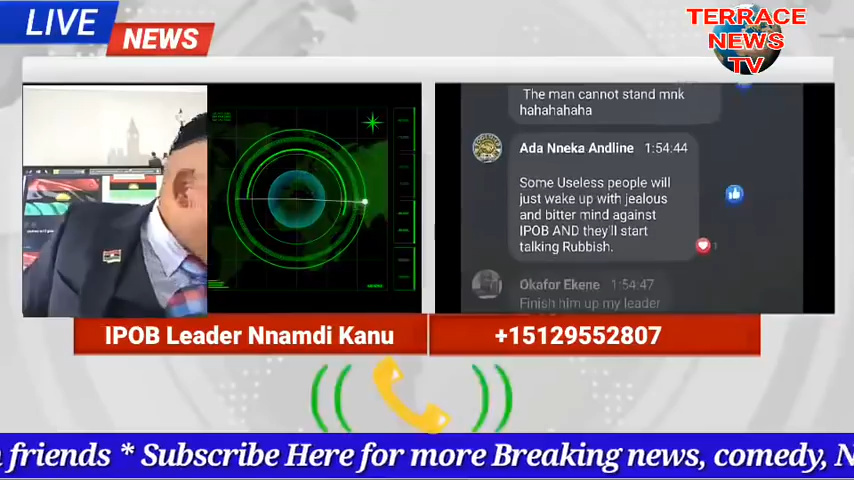 LIVE
NEWS
TERRACE
NEWS
TV
The man cannot stand mnk
hahahahaha
Ada Nneka Andline 1:54:44
Some Useless people will
just wake up with jealous
and bitter mind against
IPOB AND they'll start
talking Rubbish.
1
Okafor Ekene 1:54:47
Finish him up my leader
IPOB Leader Nnamdi Kanu
+15129552807
friends * Subscribe Here for more Breaking news, comedy, N